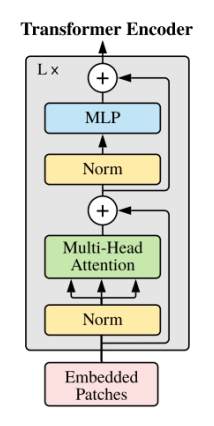 Transformer Encoder
L ×
+
MLP
Norm
+
Multi-Head
Attention
Norm
Embedded
Patches